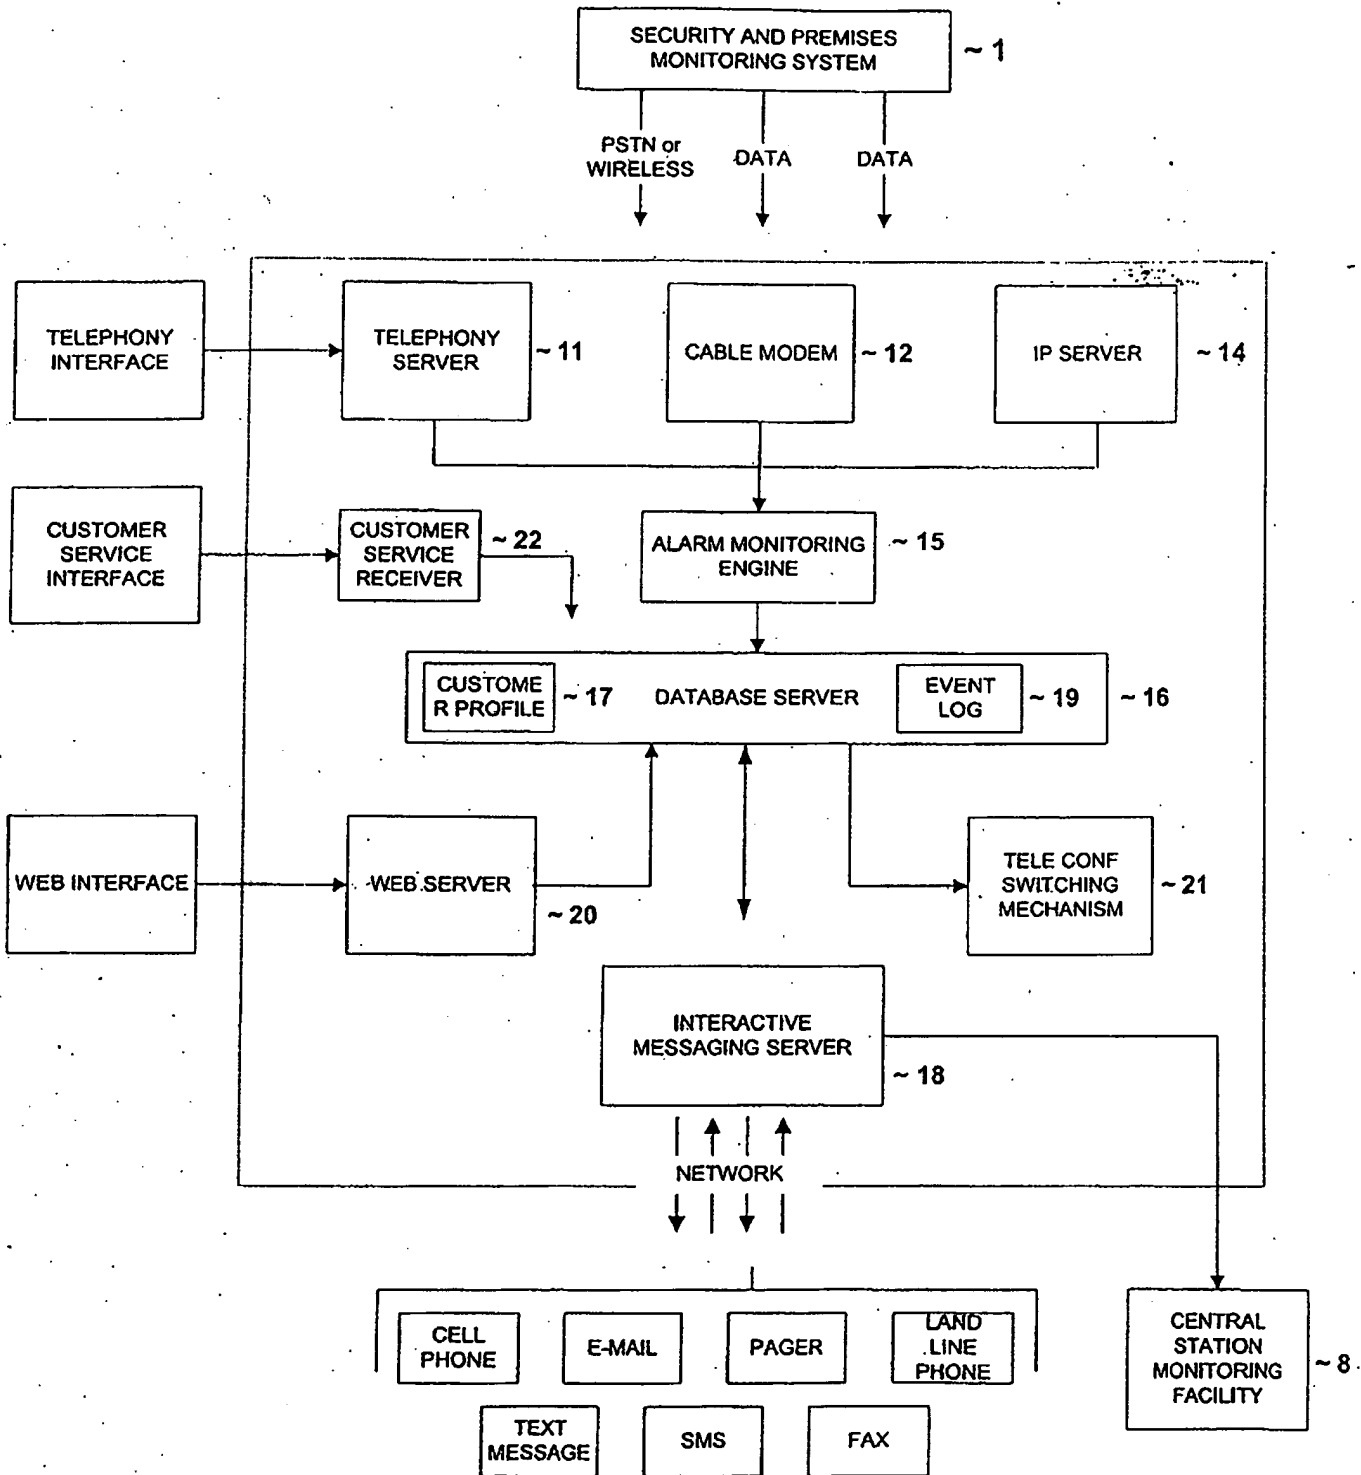 SECURITY AND PREMISES
MONITORING SYSTEM
~ 1
PSTN or
WIRELESS
DATA
DATA
TELEPHONY
INTERFACE
TELEPHONY
SERVER
~ 11
CABLE MODEM
~ 12
IP SERVER
~ 14
CUSTOMER
SERVICE
INTERFACE
CUSTOMER
SERVICE
RECEIVER
~ 22
ALARM MONITORING
ENGINE
~ 15
CUSTOME
R PROFILE
~ 17
DATABASE SERVER
EVENT
LOG
~ 19
~ 16
WEB INTERFACE
WEB SERVER
~ 20
TELE CONF
SWITCHING
MECHANISM
~ 21
INTERACTIVE
MESSAGING SERVER
~ 18
NETWORK
CELL
PHONE
E-MAIL
PAGER
LAND
LINE
PHONE
CENTRAL
STATION
MONITORING
FACILITY
~ 8
TEXT
MESSAGE
SMS
FAX